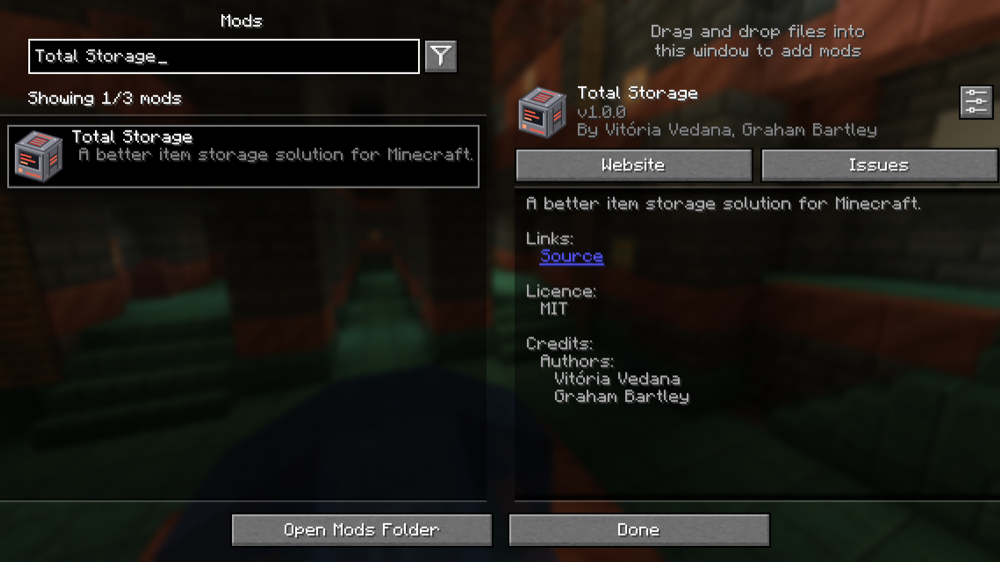 Mods
Total Storage_
Showing 1/3 mods
Total Storage
A better item storage solution for Minecraft.
Drag and drop files into
this window to add mods
Total Storage
v1.0.0
By Vitória Vedana, Graham Bartley
Website
Issues
A better item storage solution for Minecraft.
Links:
Source
Licence:
MIT
Credits:
Authors:
Vitória Vedana
Graham Bartley
Open Mods Folder
Done